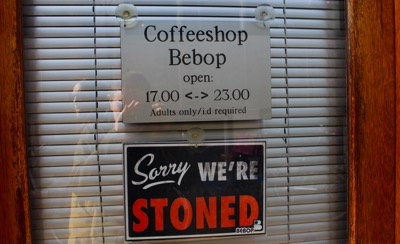 Coffeeshop
Bebop
open:
17.00 <-> 23.00
Adults only/i.d required
Sorry WE'RE
STONED
BEBOP